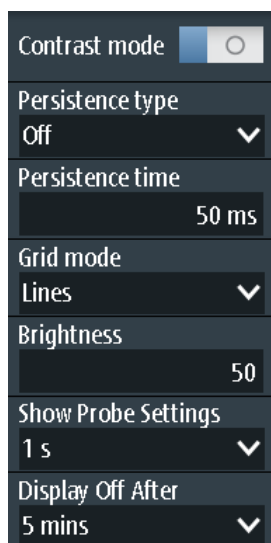 Contrast mode
Persistence type
Off
Persistence time
50 ms
Grid mode
Lines
Brightness
50
Show Probe Settings
1 s
Display Off After
5 mins